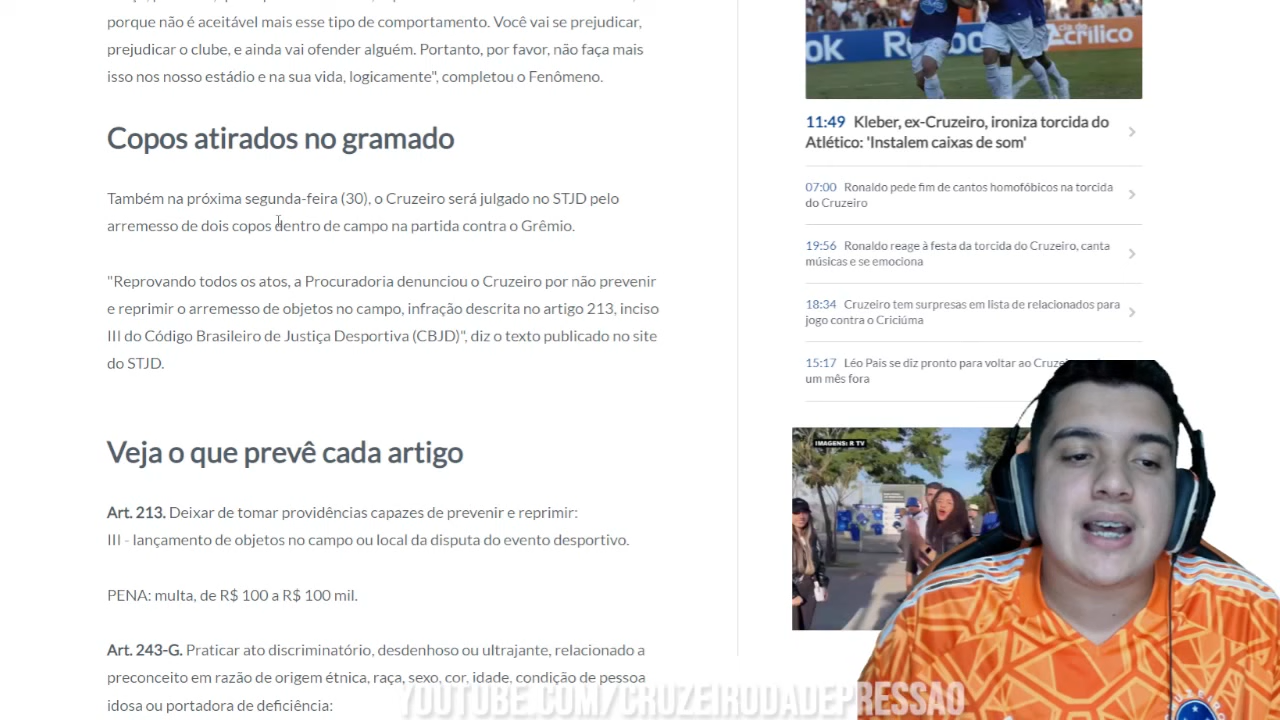 porque não é aceitável mais esse tipo de comportamento. Você vai se prejudicar,
prejudicar o clube, e ainda vai ofender alguém. Portanto, por favor, não faça mais
isso nos nosso estádio e na sua vida, logicamente", completou o Fenômeno.
Copos atirados no gramado
Também na próxima segunda-feira (30), o Cruzeiro será julgado no STJD pelo
arremesso de dois copos dentro de campo na partida contra o Grêmio.
"Reprovando todos os atos, a Procuradoria denunciou o Cruzeiro por não prevenir
e reprimir o arremesso de objetos no campo, infração descrita no artigo 213, inciso
III do Código Brasileiro de Justiça Desportiva (CBJD)", diz o texto publicado no site
do STJD.
Veja o que prevê cada artigo
Art. 213. Deixar de tomar providências capazes de prevenir e reprimir:
III - lançamento de objetos no campo ou local da disputa do evento desportivo.
PENA: multa, de R$ 100 a R$ 100 mil.
Art. 243-G. Praticar ato discriminatório, desdenhoso ou ultrajante, relacionado a
preconceito em razão de origem étnica, raça, sexo, cor, idade, condição de pessoa
idosa ou portadora de deficiência:
ok
cia do
Acrílico
11:49 Kleber, ex-Cruzeiro, ironiza torcida do
Atlético: 'Instalem caixas de som'
07:00 Ronaldo pede fim de cantos homofóbicos na torcida
do Cruzeiro
19:56 Ronaldo reage à festa da torcida do Cruzeiro, canta
músicas e se emociona
18:34 Cruzeiro tem surpresas em lista de relacionados para
jogo contra o Criciúma
15:17 Léo Pais se diz pronto para voltar ao
um mês fora
IMAGENS: R TV
YOUTUBE.COM/CRUZEIRODADEPRESSAO